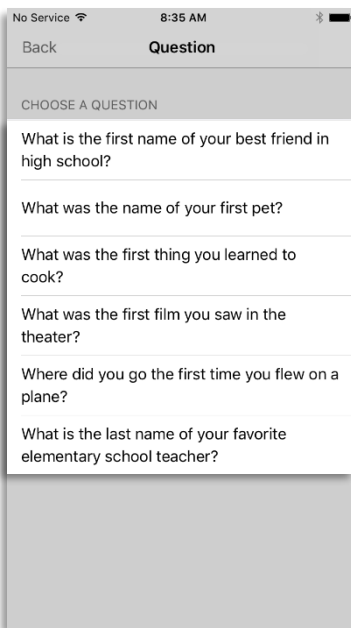 No Service 8:35 AM
Back Question
CHOOSE A QUESTION
What is the first name of your best friend in
high school?
What was the name of your first pet?
What was the first thing you learned to
cook?
What was the first film you saw in the
theater?
Where did you go the first time you flew on a
plane?
What is the last name of your favorite
elementary school teacher?